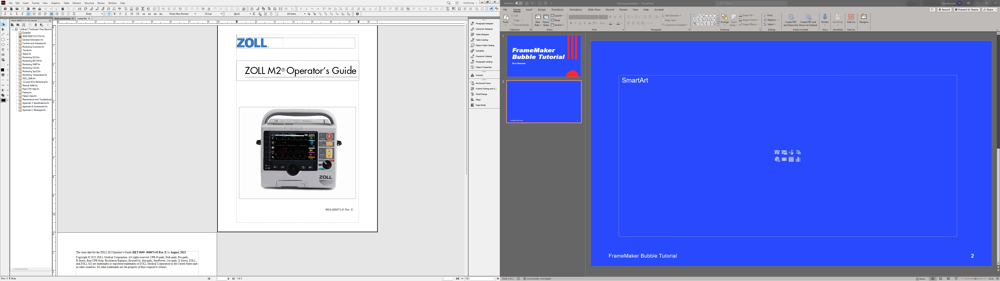 File Edit Insert Format View Graphics Table Element Structure Review Window Help
Authoring
Body
Times New Roman
10.5 pt
Book
All Users
9650-000873-01-SF_E.book
WelcomeScreen
Cover.fm
\\zollnas1\Techpubs\Tess Baucom
Cover.fm
9650-000873-01TOC.fm
General Information.fm
Controls and Indicators.fm
Monitoring Overview.fm
Trends.fm
Alarms.fm
Monitoring ECG.fm
Monitoring BR HR.fm
Monitoring NIBP.fm
Monitoring CO2.fm
Monitoring SpO2.fm
Monitoring Temperature.fm
AED_Defib.fm
12-Lead ECG Monitoring.fm
Manual Defib.fm
Real CPR Help.fm
Pacing.fm
Patient Data.fm
Maintenance and Troubleshooti
Appendix A Specifications.fm
Appendix B Accessories.fm
Appendix C Messages.fm
ZOLL®
ZOLL M2® Operator's Guide
ZOLL M2
ZOLL
9650-000873-01 Rev. E
The issue date for the ZOLL M2 Operator's Guide (REF 9650- 000873-01 Rev. E) is August, 2023.
Copyright © 2023 ZOLL Medical Corporation. All rights reserved. CPR-D-padz, Pedi-padz, Pro-padz,
R Series, Real CPR Help, Rectilinear Biphasic, RescueNet, Stat-padz, SurePower, Uni-padz, X Series, ZOLL,
and ZOLL M2 are trademarks or registered trademarks of ZOLL Medical Corporation in the United States and/
or other countries. All other trademarks are the property of their respective owners.
Paragraph Designer
Character Designer
Table Designer
Table Catalog
Object Style Catalog
Variables
Character Catalog
Paragraph Catalog
Object Properties
Console
Anchored Frame
Custom Ruling and S...
Find/Change
Align
Page Break
Flow: A ¶ Body
1
1 of 2
1
100%
AutoSave Off
Training presentation - PowerPoint
Search
Tess Baucom TB
File Home Insert Design Transitions Animations Slide Show Record Review View Help Acrobat
Record Present in Teams Share
Paste
Cut
Copy
Format Painter
Clipboard
New Slide
Reuse Slides
Layout
Reset
Section
Slides
Font
Text Direction
Align Text
Convert to SmartArt
Paragraph
Arrange
Quick Styles
Shape Fill
Shape Outline
Shape Effects
Drawing
Find
Replace
Select
Editing
Create PDF and Share link
Create PDF and Share via Outlook
Adobe Acrobat
Dictate
Voice
Sensitivity
Sensitivity
Add-ins
Add-ins
Designer
1
FrameMaker
Bubble Tutorial
Tess Baucom
2
SmartArt
FrameMaker Bubble Tutorial
2
Slide 2 of 2
Accessibility: Investigate
Notes
161%